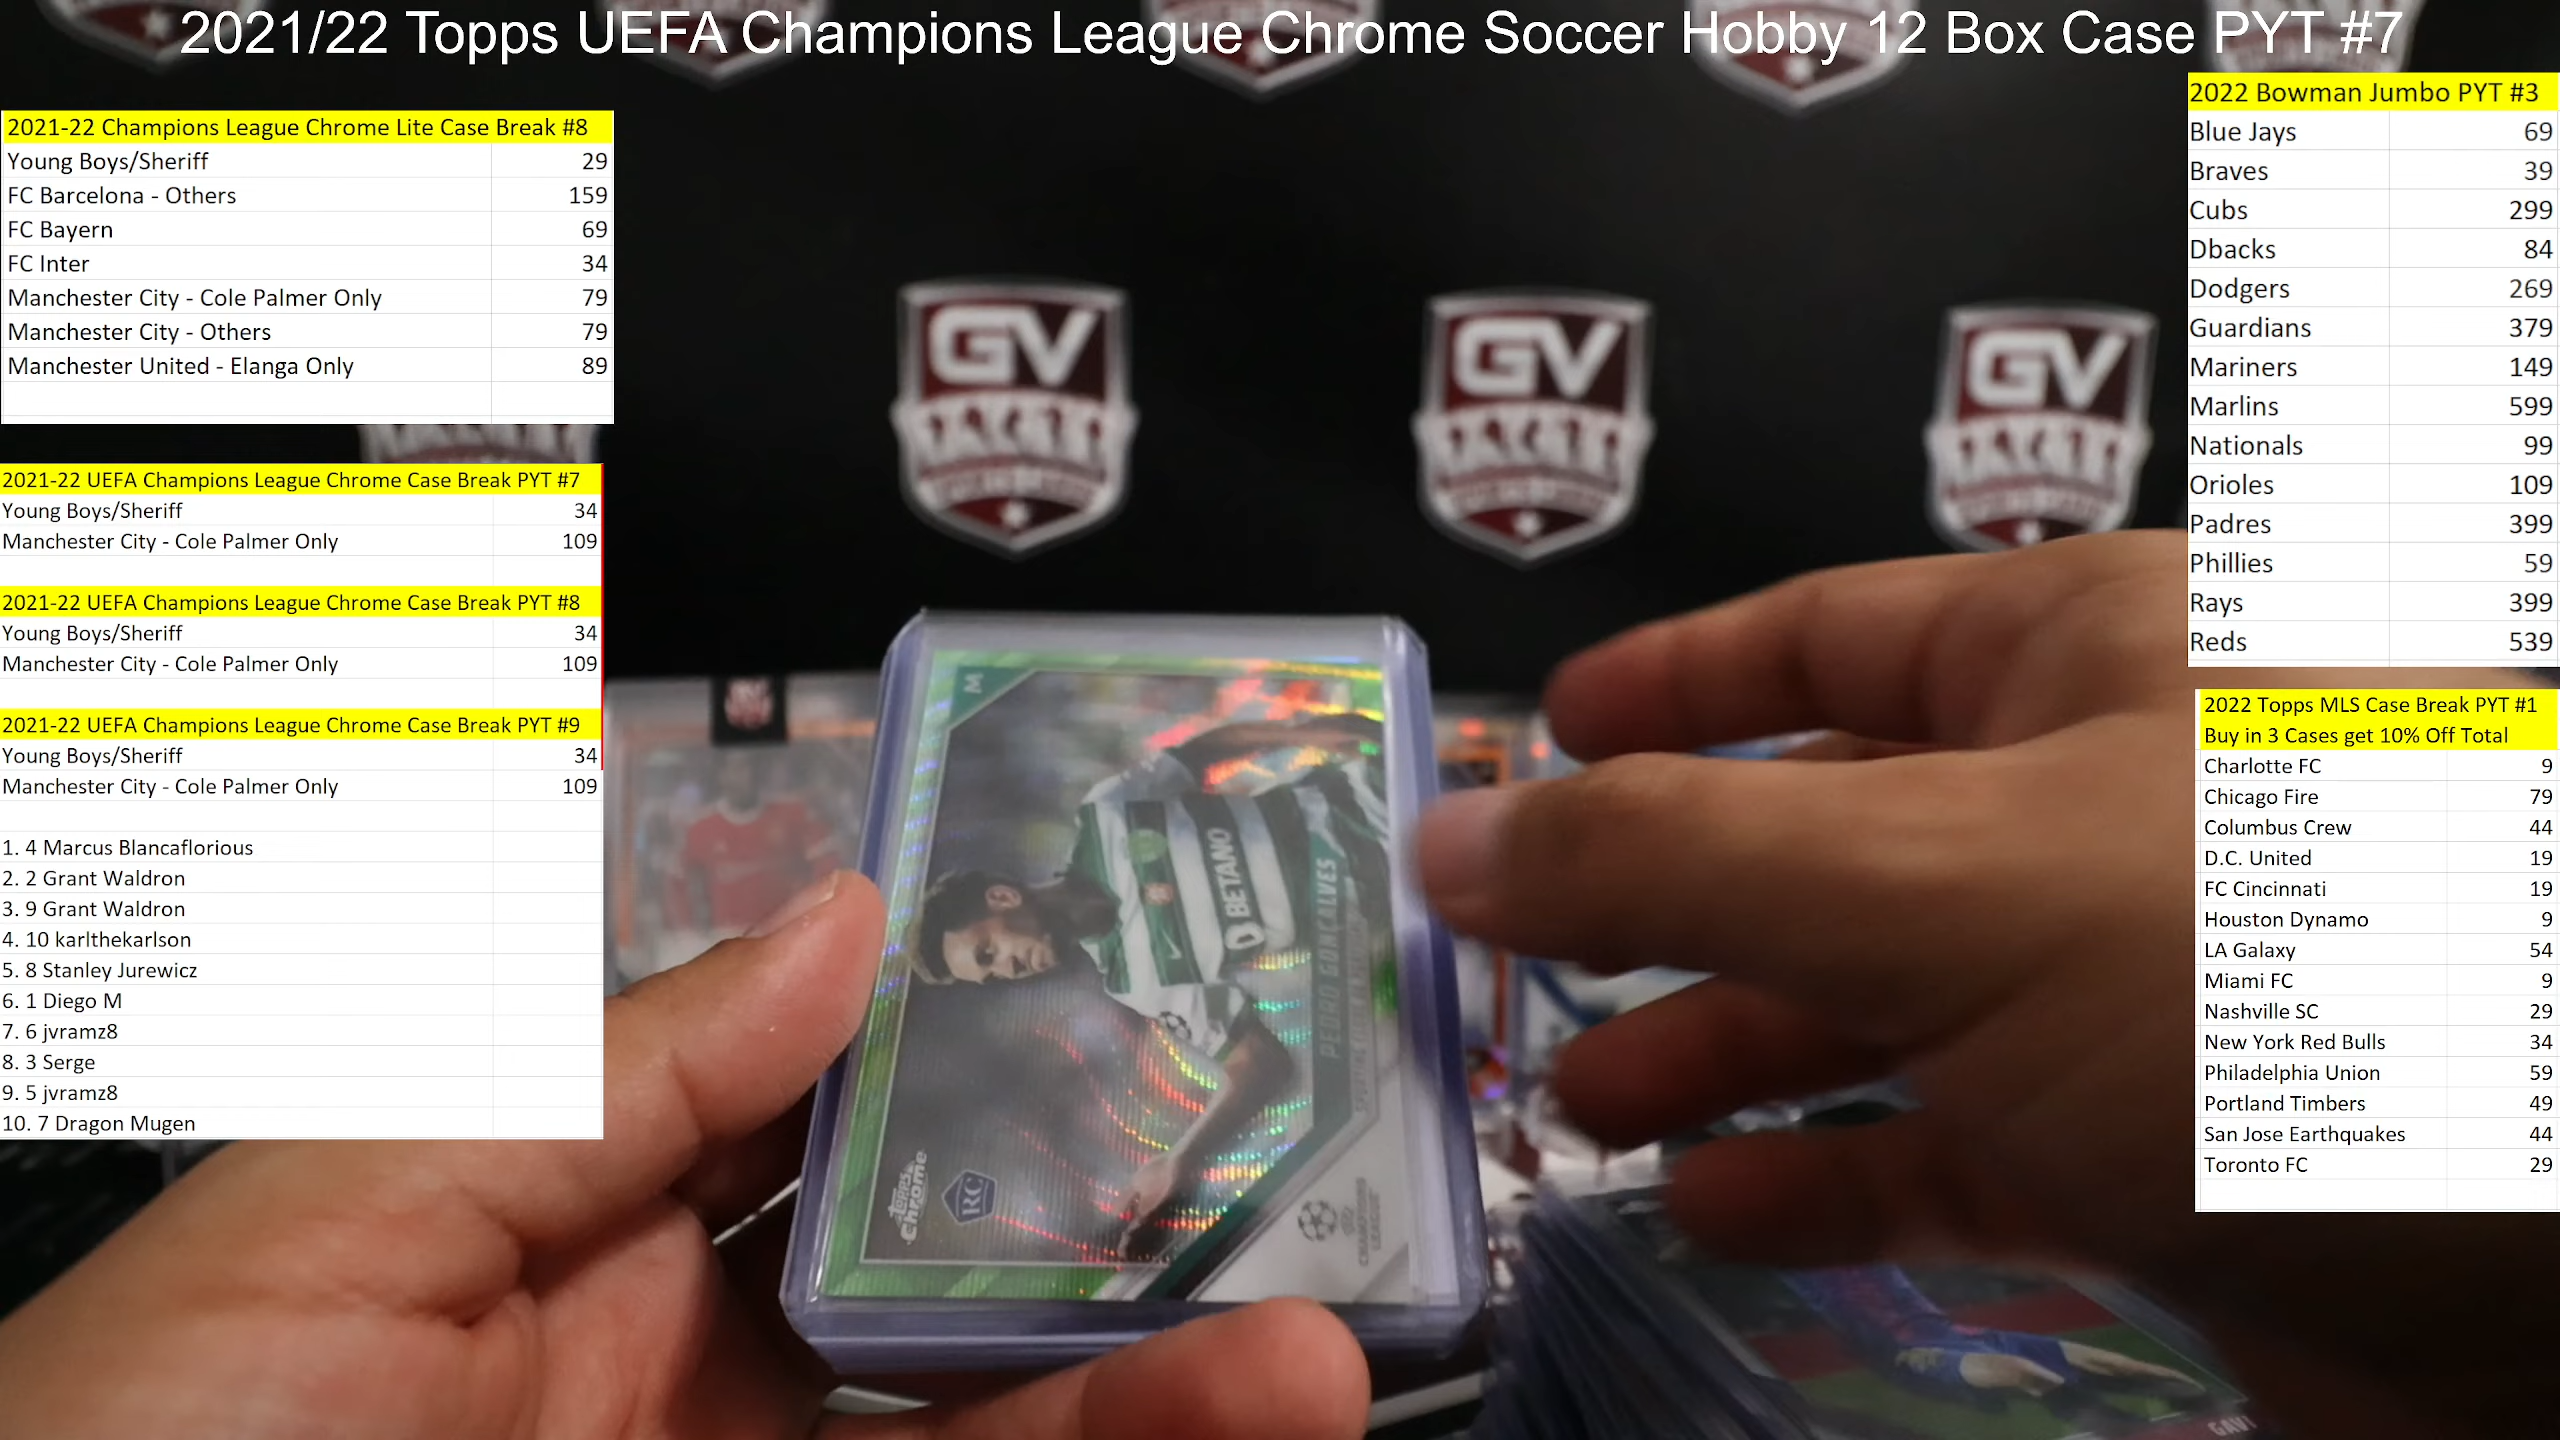 2021/22 Topps UEFA Champions League Chrome Soccer Hobby 12 Box Case PYT #7
2021-22 Champions League Chrome Lite Case Break #8
Young Boys/Sheriff 29
FC Barcelona - Others 159
FC Bayern 69
FC Inter 34
Manchester City - Cole Palmer Only 79
Manchester City - Others 79
Manchester United - Elanga Only 89
2021-22 UEFA Champions League Chrome Case Break PYT #7
Young Boys/Sheriff 34
Manchester City - Cole Palmer Only 109
2021-22 UEFA Champions League Chrome Case Break PYT #8
Young Boys/Sheriff 34
Manchester City - Cole Palmer Only 109
2021-22 UEFA Champions League Chrome Case Break PYT #9
Young Boys/Sheriff 34
Manchester City - Cole Palmer Only 109
1. 4 Marcus Blancaflorious
2. 2 Grant Waldron
3. 9 Grant Waldron
4. 10 karlthekarlson
5. 8 Stanley Jurewicz
6. 1 Diego M
7. 6 jvramz8
8. 3 Serge
9. 5 jvramz8
10. 7 Dragon Mugen
GV
GV
GV
M
BETANO
PEDRO GONÇALVES
Topps
Chrome
RC
CHAMPIONS
LEAGUE
GAVI
2022 Bowman Jumbo PYT #3
Blue Jays 69
Braves 39
Cubs 299
Dbacks 84
Dodgers 269
Guardians 379
Mariners 149
Marlins 599
Nationals 99
Orioles 109
Padres 399
Phillies 59
Rays 399
Reds 539
2022 Topps MLS Case Break PYT #1
Buy in 3 Cases get 10% Off Total
Charlotte FC 9
Chicago Fire 79
Columbus Crew 44
D.C. United 19
FC Cincinnati 19
Houston Dynamo 9
LA Galaxy 54
Miami FC 9
Nashville SC 29
New York Red Bulls 34
Philadelphia Union 59
Portland Timbers 49
San Jose Earthquakes 44
Toronto FC 29